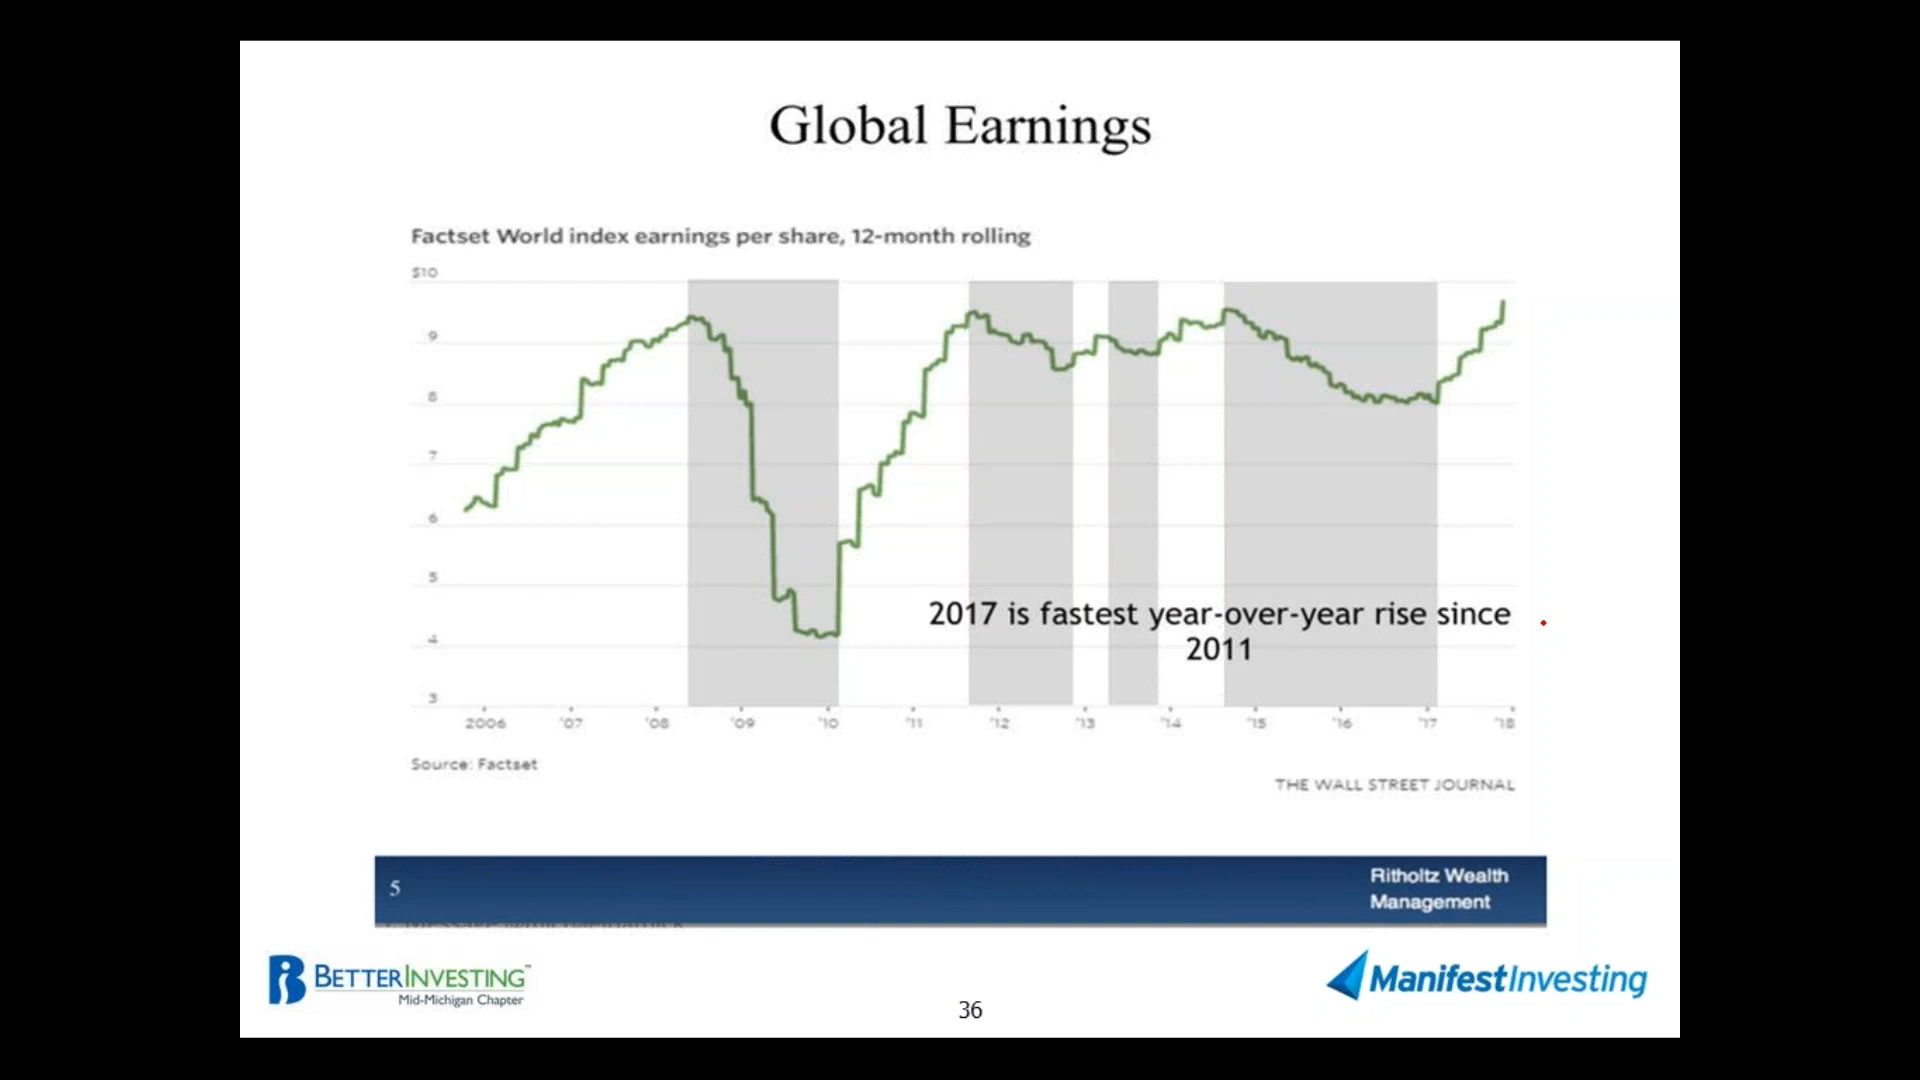 Global Earnings
Factset World index earnings per share, 12-month rolling
$10
9
8
7
6
5
4
3
2006 '07 '08 '09 '10 '11 '12 '13 '14 '15 '16 '17 '18
2017 is fastest year-over-year rise since
2011
Source: Factset
THE WALL STREET JOURNAL
5
Ritholtz Wealth
Management
BETTERINVESTING™
Mid-Michigan Chapter
36
ManifestInvesting